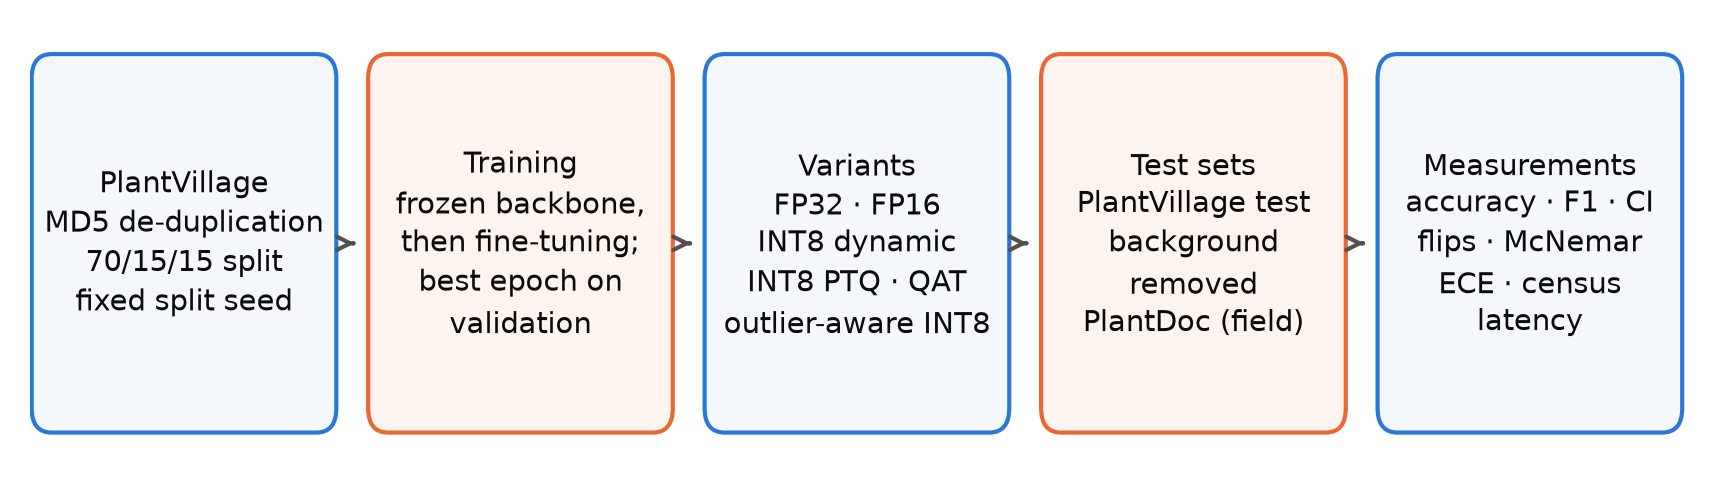 PlantVillage
MD5 de-duplication
70/15/15 split
fixed split seed
Training
frozen backbone,
then fine-tuning;
best epoch on
validation
Variants
FP32 · FP16
INT8 dynamic
INT8 PTQ · QAT
outlier-aware INT8
Test sets
PlantVillage test
background
removed
PlantDoc (field)
Measurements
accuracy · F1 · CI
flips · McNemar
ECE · census
latency